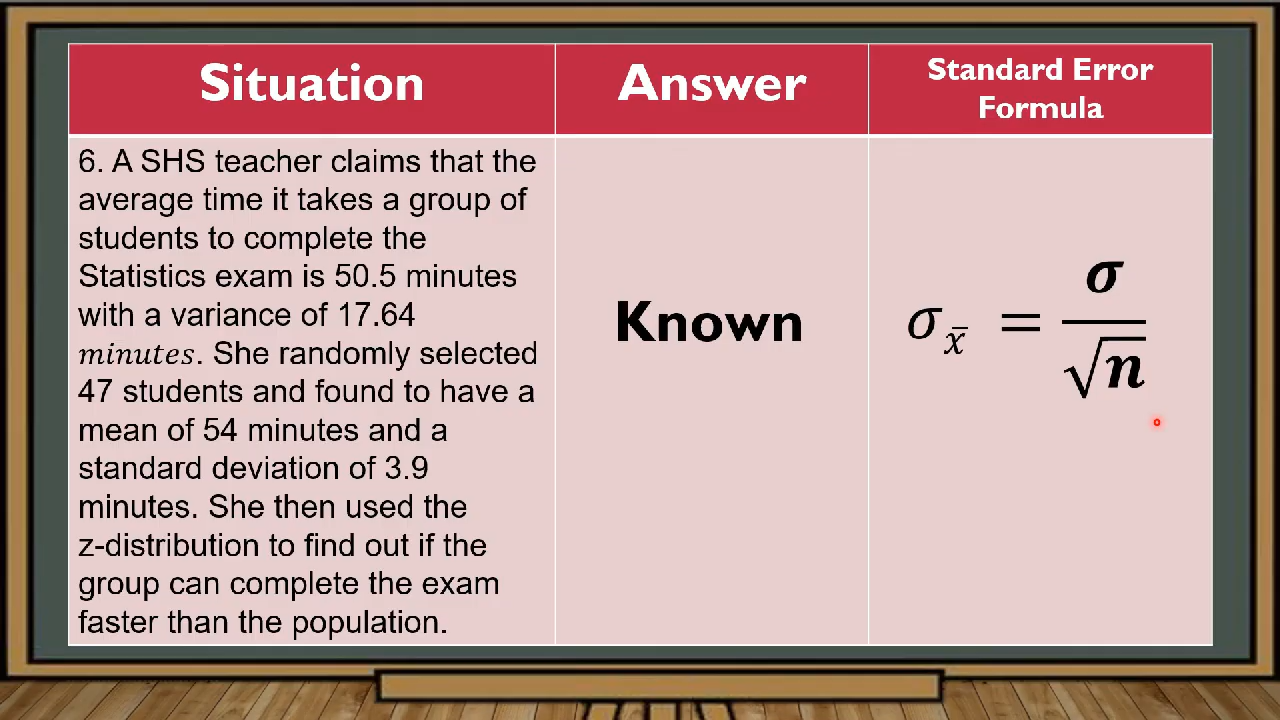 Situation
Answer
Standard Error
Formula
6. A SHS teacher claims that the
average time it takes a group of
students to complete the
Statistics exam is 50.5 minutes
with a variance of 17.64
minutes. She randomly selected
47 students and found to have a
mean of 54 minutes and a
standard deviation of 3.9
minutes. She then used the
z-distribution to find out if the
group can complete the exam
faster than the population.
Known
σ_x̄ = σ/√n